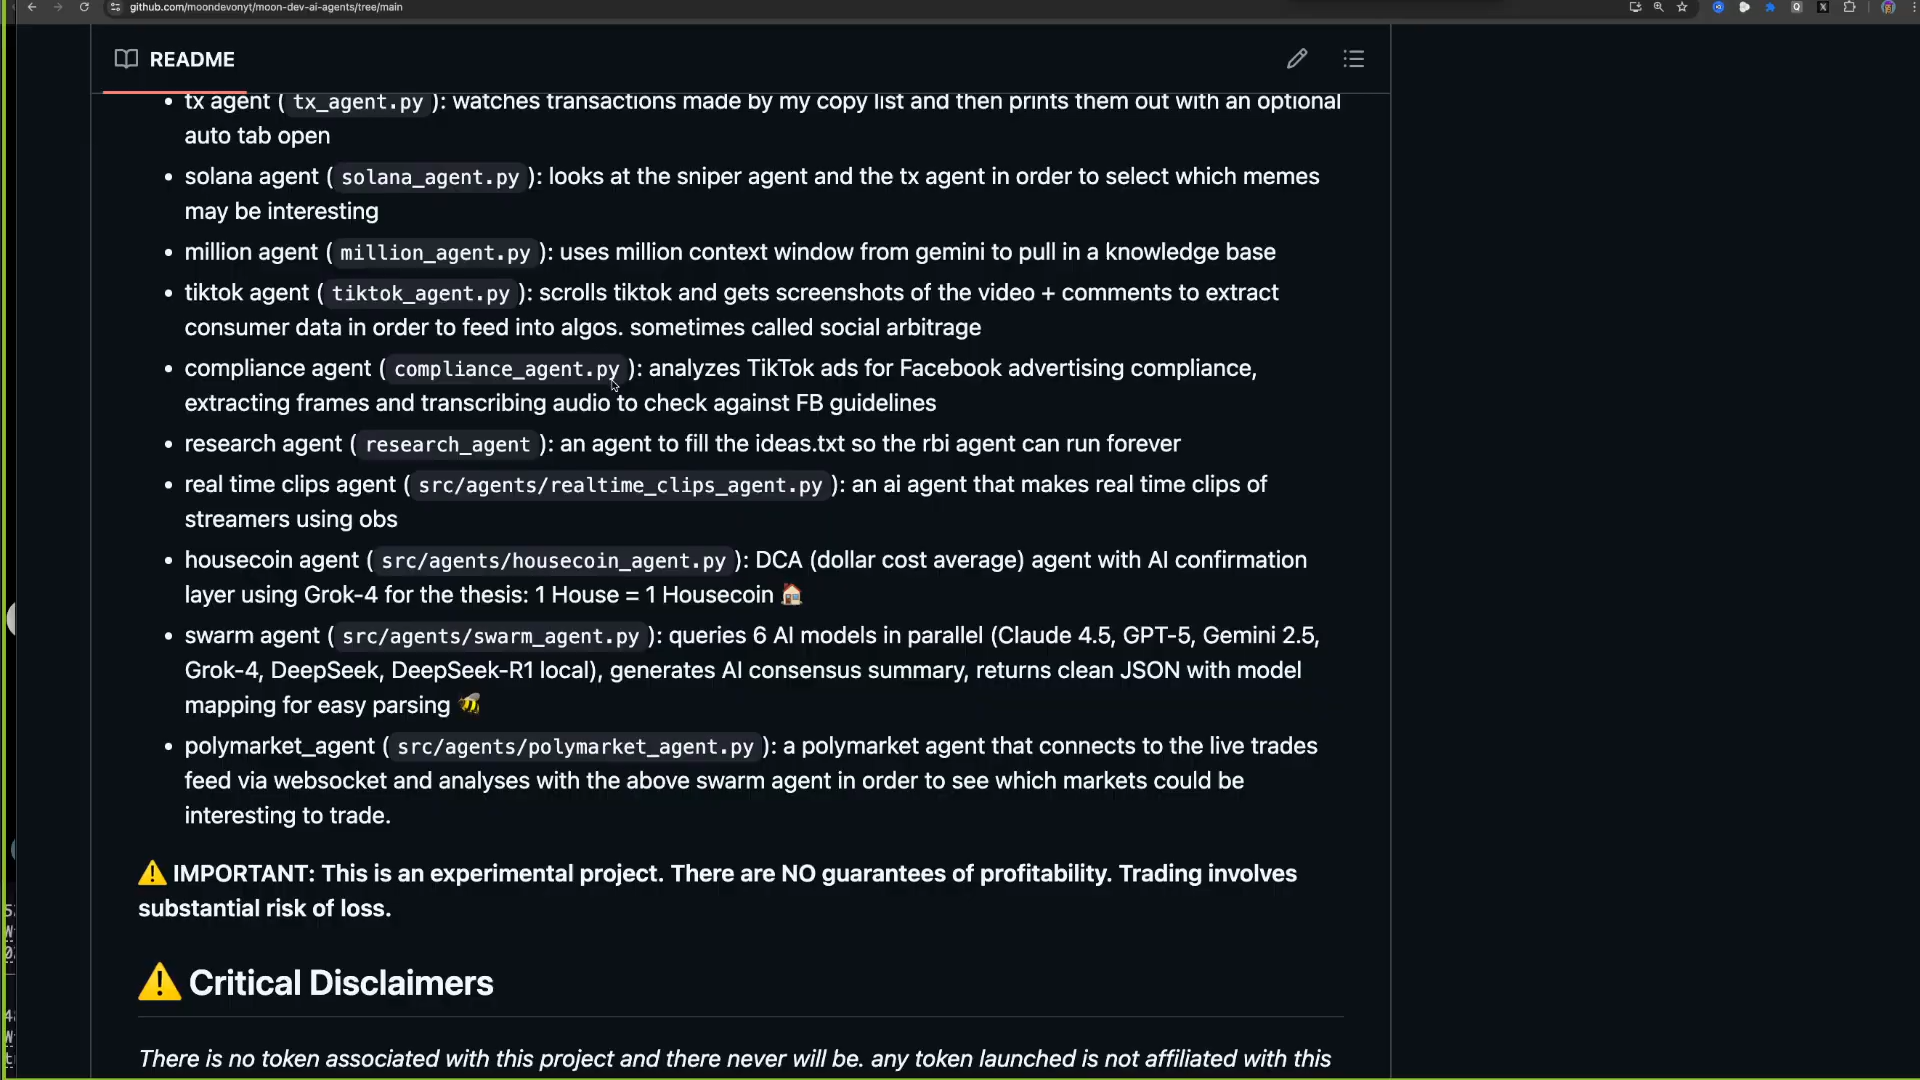 github.com/moondevonyt/moon-dev-ai-agents/tree/main
README
tx agent ( tx_agent.py ): watches transactions made by my copy list and then prints them out with an optional
auto tab open
solana agent ( solana_agent.py ): looks at the sniper agent and the tx agent in order to select which memes
may be interesting
million agent ( million_agent.py ): uses million context window from gemini to pull in a knowledge base
tiktok agent ( tiktok_agent.py ): scrolls tiktok and gets screenshots of the video + comments to extract
consumer data in order to feed into algos. sometimes called social arbitrage
compliance agent ( compliance_agent.py ): analyzes TikTok ads for Facebook advertising compliance,
extracting frames and transcribing audio to check against FB guidelines
research agent ( research_agent ): an agent to fill the ideas.txt so the rbi agent can run forever
real time clips agent ( src/agents/realtime_clips_agent.py ): an ai agent that makes real time clips of
streamers using obs
housecoin agent ( src/agents/housecoin_agent.py ): DCA (dollar cost average) agent with AI confirmation
layer using Grok-4 for the thesis: 1 House = 1 Housecoin 🏠
swarm agent ( src/agents/swarm_agent.py ): queries 6 AI models in parallel (Claude 4.5, GPT-5, Gemini 2.5,
Grok-4, DeepSeek, DeepSeek-R1 local), generates AI consensus summary, returns clean JSON with model
mapping for easy parsing 🐝
polymarket_agent ( src/agents/polymarket_agent.py ): a polymarket agent that connects to the live trades
feed via websocket and analyses with the above swarm agent in order to see which markets could be
interesting to trade.
⚠️ IMPORTANT: This is an experimental project. There are NO guarantees of profitability. Trading involves
substantial risk of loss.
⚠️ Critical Disclaimers
There is no token associated with this project and there never will be. any token launched is not affiliated with this